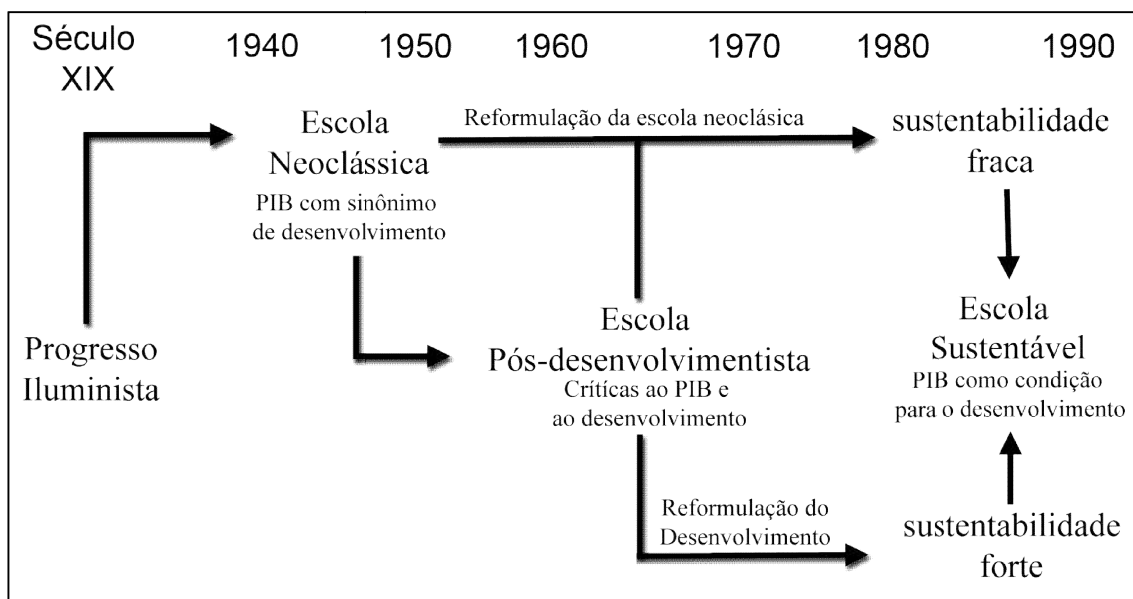 Século
XIX
1940
1950
1960
1970
1980
1990
Escola
Neoclássica
PIB com sinônimo
de desenvolvimento
Reformulação da escola neoclásica
sustentabilidade
fraca
Progresso
Iluminista
Escola
Pós-desenvolvimentista
Crítícas ao PIB e
ao desenvolvimento
Escola
Sustentável
PIB como condição
para o desenvolvimento
Reformulação do
Desenvolvimento
sustentabilidade
forte